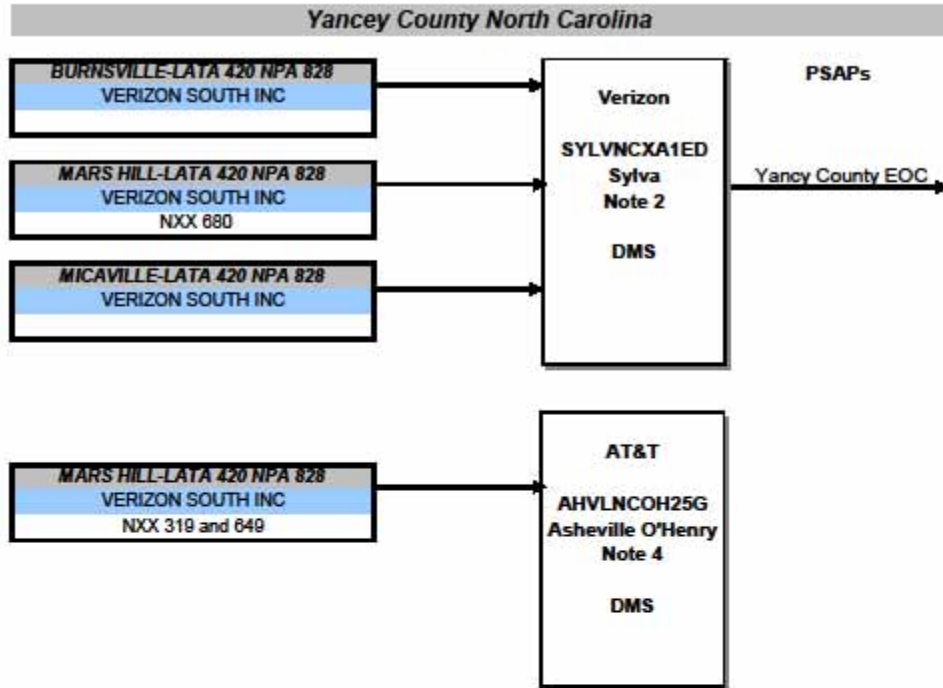 Yancey County North Carolina
BURNSVILLE-LATA 420 NPA 828
VERIZON SOUTH INC
MARS HILL-LATA 420 NPA 828
VERIZON SOUTH INC
NXX 680
MICAVILLE-LATA 420 NPA 828
VERIZON SOUTH INC
Verizon
SYLVNCXA1ED
Sylva
Note 2
DMS
PSAPs
Yancy County EOC
MARS HILL-LATA 420 NPA 828
VERIZON SOUTH INC
NXX 319 and 649
AT&T
AHVLNCOH25G
Asheville O'Henry
Note 4
DMS